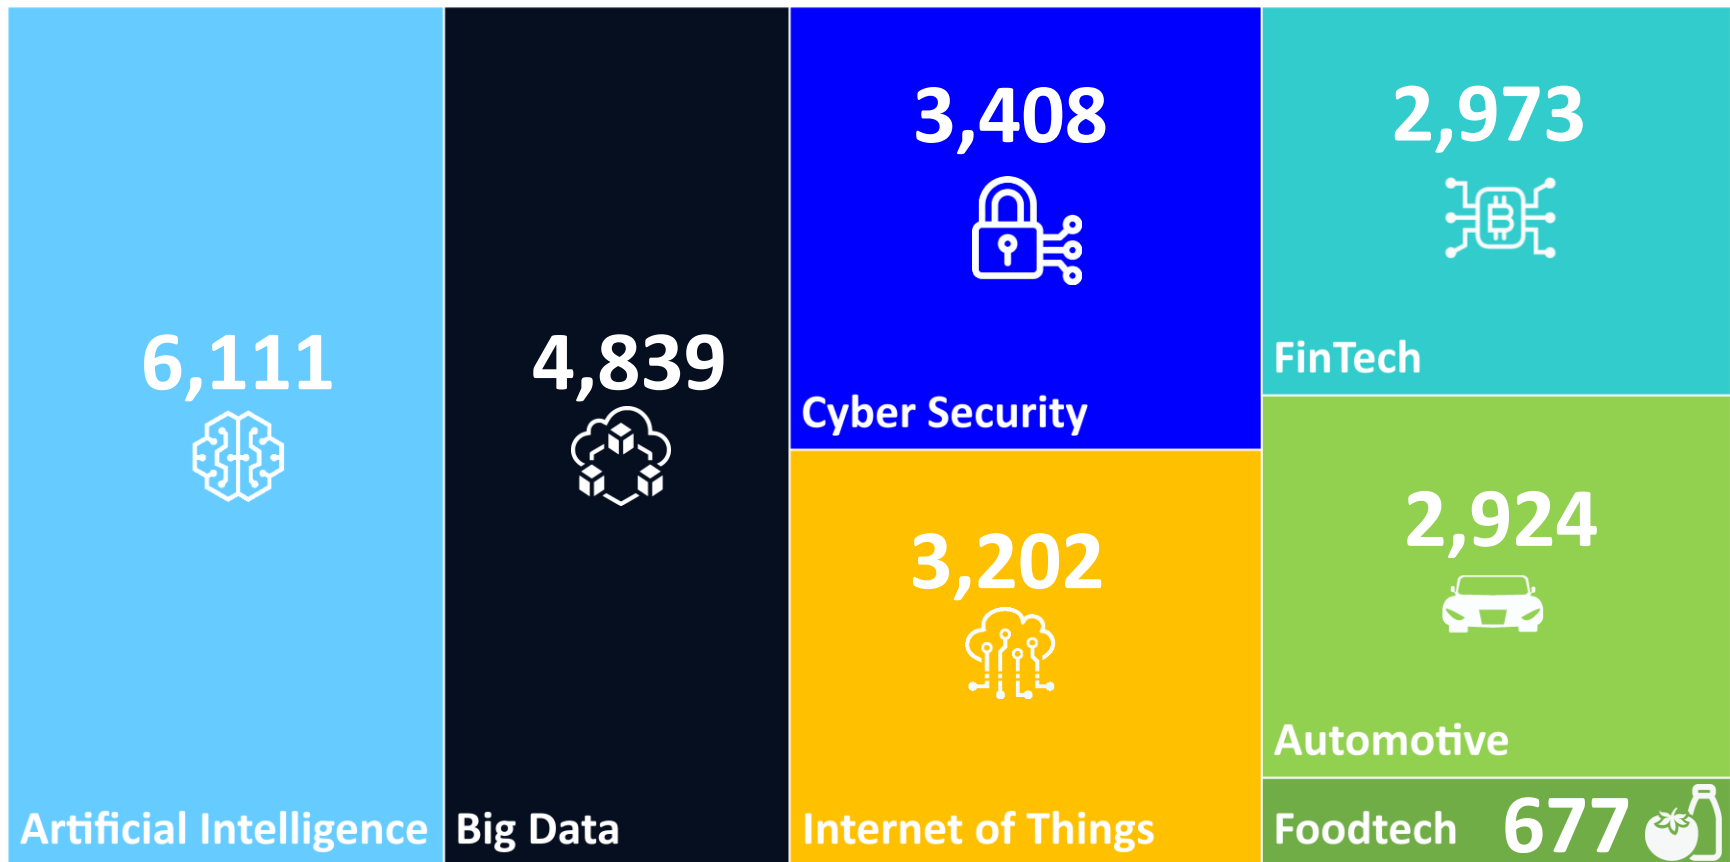 6,111
Artificial Intelligence
4,839
Big Data
3,408
Cyber Security
3,202
Internet of Things
2,973
FinTech
2,924
Automotive
Foodtech 677